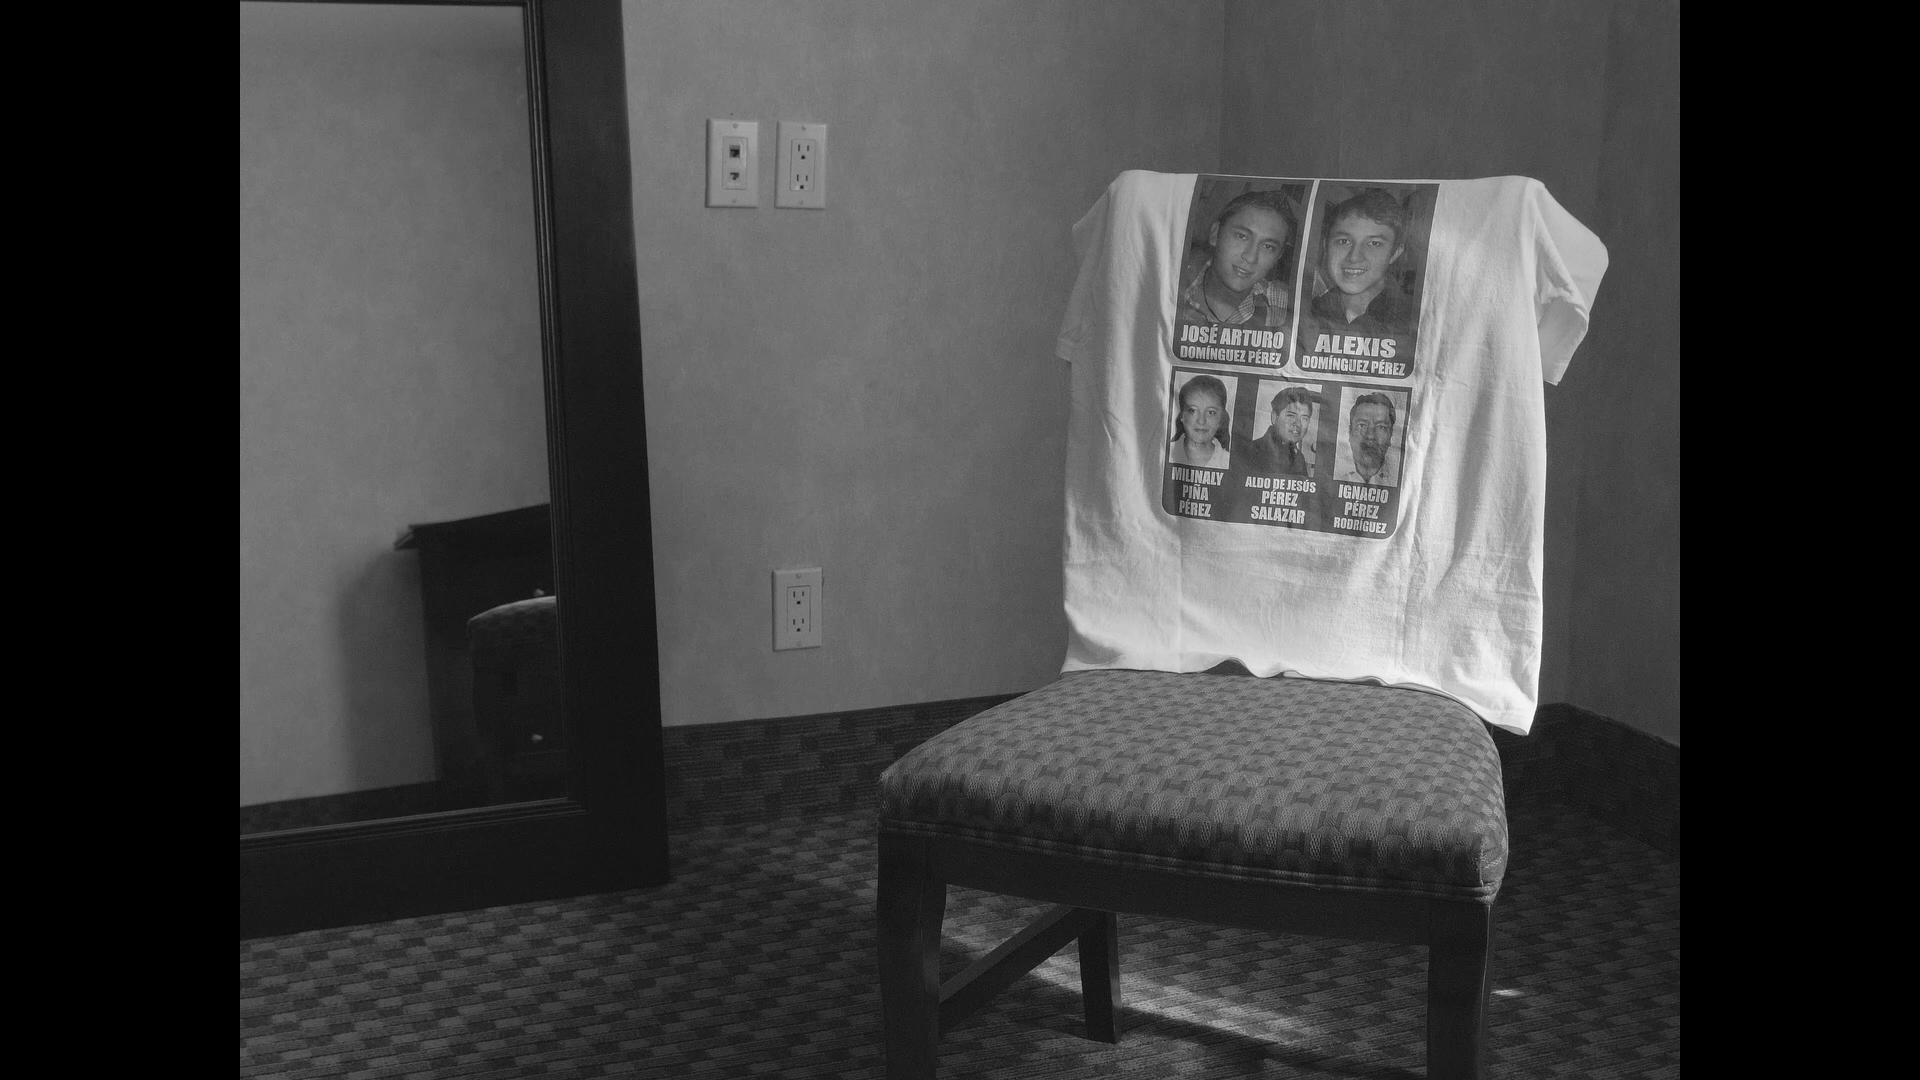 JOSÉ ARTURO
DOMÍNGUEZ PÉREZ
ALEXIS
DOMÍNGUEZ PÉREZ
MILINALY
PIÑA
PÉREZ
ALDO DE JESÚS
PÉREZ
SALAZAR
IGNACIO
PÉREZ
RODRÍGUEZ